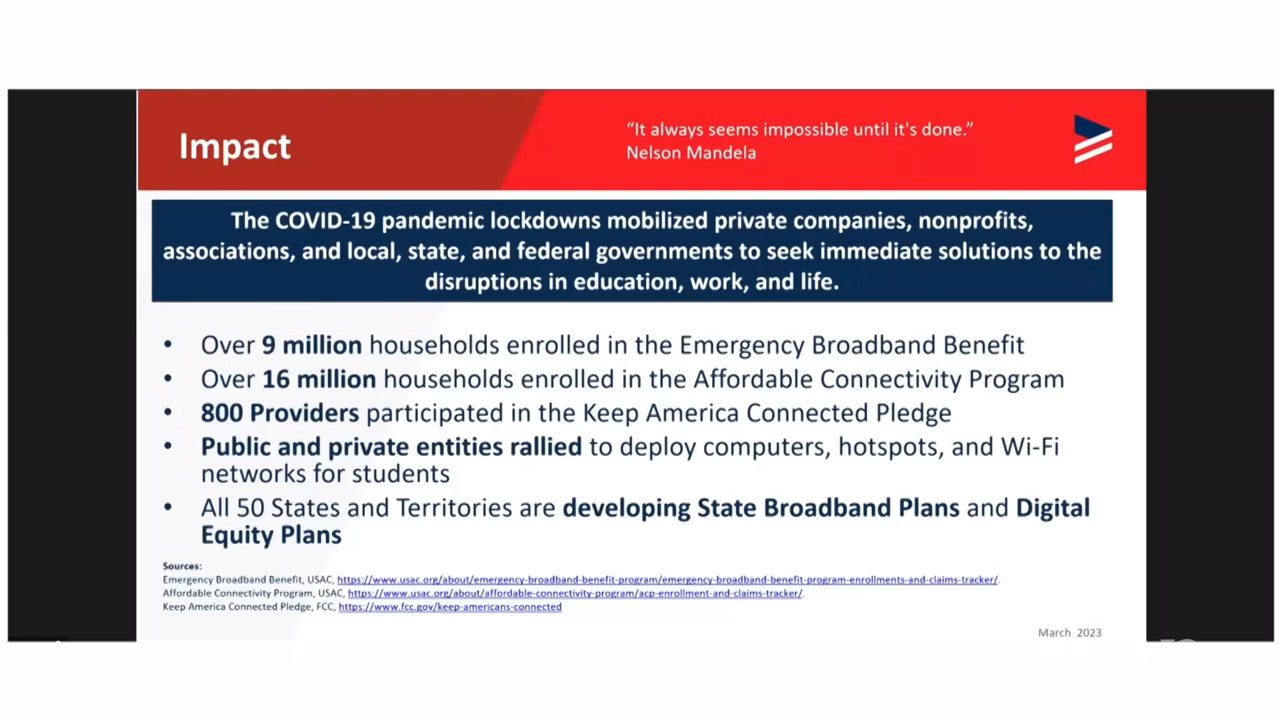 Impact
“It always seems impossible until it's done.”
Nelson Mandela
The COVID-19 pandemic lockdowns mobilized private companies, nonprofits,
associations, and local, state, and federal governments to seek immediate solutions to the
disruptions in education, work, and life.
• Over 9 million households enrolled in the Emergency Broadband Benefit
• Over 16 million households enrolled in the Affordable Connectivity Program
• 800 Providers participated in the Keep America Connected Pledge
• Public and private entities rallied to deploy computers, hotspots, and Wi-Fi
networks for students
• All 50 States and Territories are developing State Broadband Plans and Digital
Equity Plans
Sources:
Emergency Broadband Benefit, USAC, https://www.usac.org/about/emergency-broadband-benefit-program/emergency-broadband-benefit-program-enrollments-and-claims-tracker/.
Affordable Connectivity Program, USAC, https://www.usac.org/about/affordable-connectivity-program/acp-enrollment-and-claims-tracker/.
Keep America Connected Pledge, FCC, https://www.fcc.gov/keep-americans-connected
March 2023